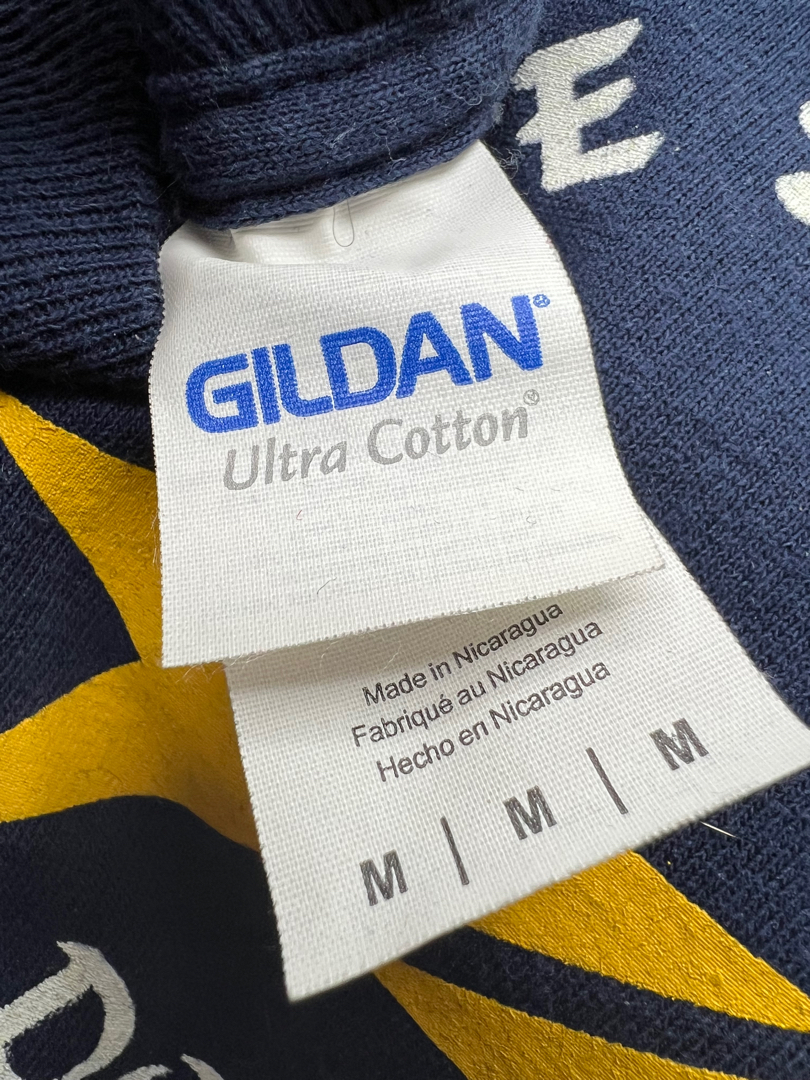 E
GILDAN®
Ultra Cotton®
Made in Nicaragua
Fabriqué au Nicaragua
Hecho en Nicaragua
M | M | M